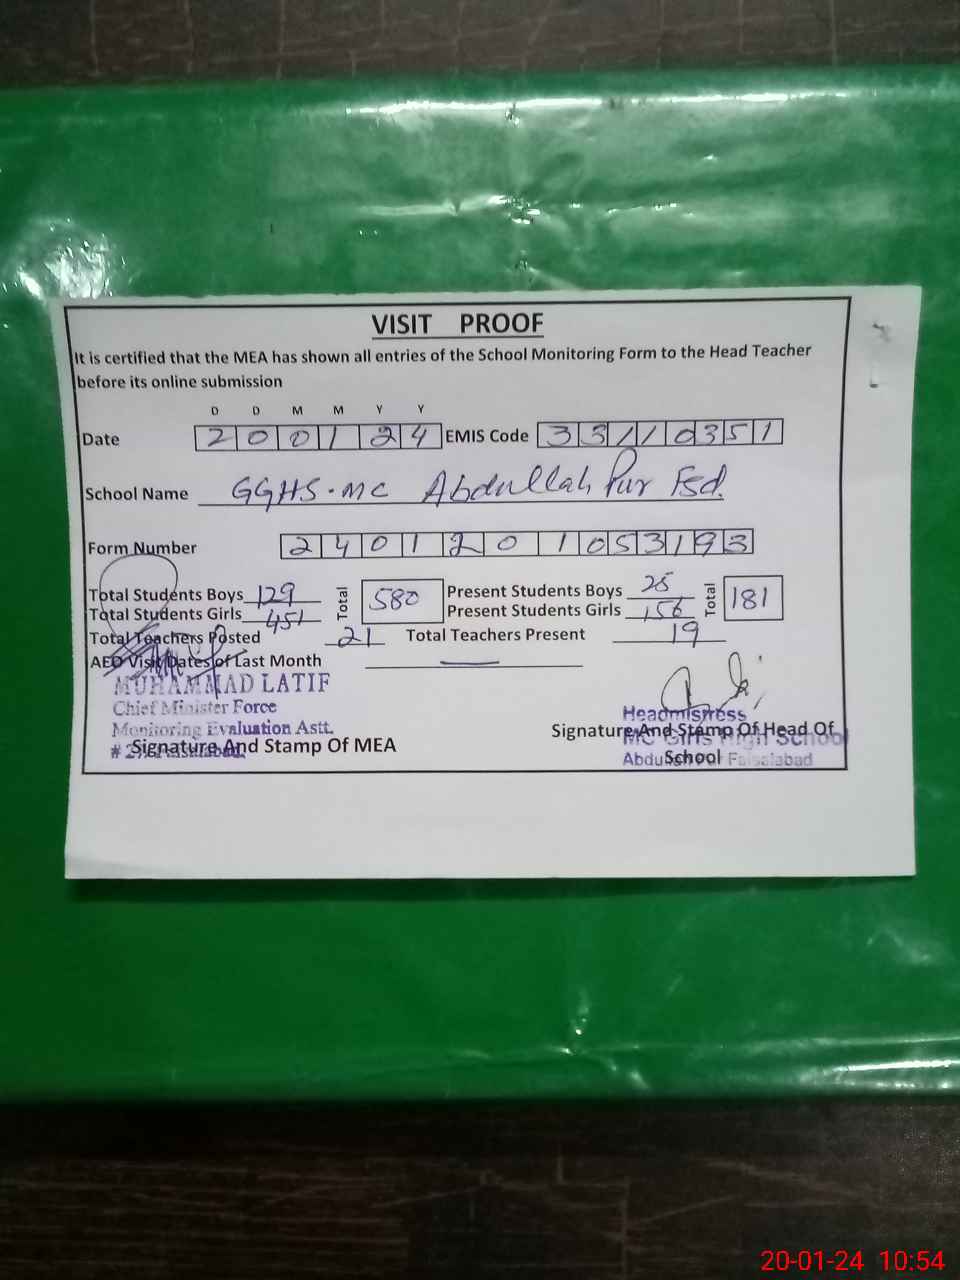 VISIT PROOF
It is certified that the MEA has shown all entries of the School Monitoring Form to the Head Teacher
before its online submission
D D M M Y Y
Date 2 0 0 1 2 4 EMIS Code 3 3 1 1 0 3 5 1
School Name GGHS-MC Abdullah Pur Fsd.
Form Number 2 4 0 1 2 0 1 0 5 3 1 9 3
Total Students Boys 129 Total 580 Present Students Boys 25 Total 181
Total Students Girls 451 Present Students Girls 156
Total Teachers Posted 21 Total Teachers Present 19
AEO Visit Dates of Last Month
MUHAMMAD LATIF
Chief Minister Force
Monitoring Evaluation Astt.
Signature And Stamp Of MEA
Headmistress
Signature And Stamp Of Head Of
MC Girls High School
School
Faisalabad
20-01-24 10:54